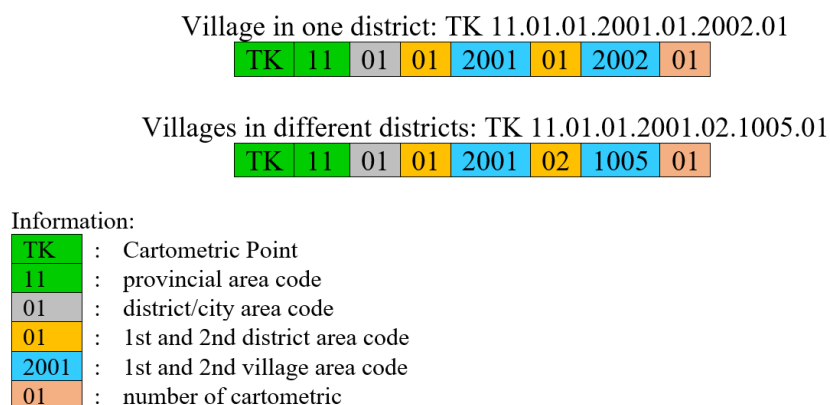 Village in one district: TK 11.01.01.2001.01.2002.01
TK 11 01 01 2001 01 2002 01
Villages in different districts: TK 11.01.01.2001.02.1005.01
TK 11 01 01 2001 02 1005 01
Information:
TK : Cartometric Point
11 : provincial area code
01 : district/city area code
01 : 1st and 2nd district area code
2001 : 1st and 2nd village area code
01 : number of cartometric